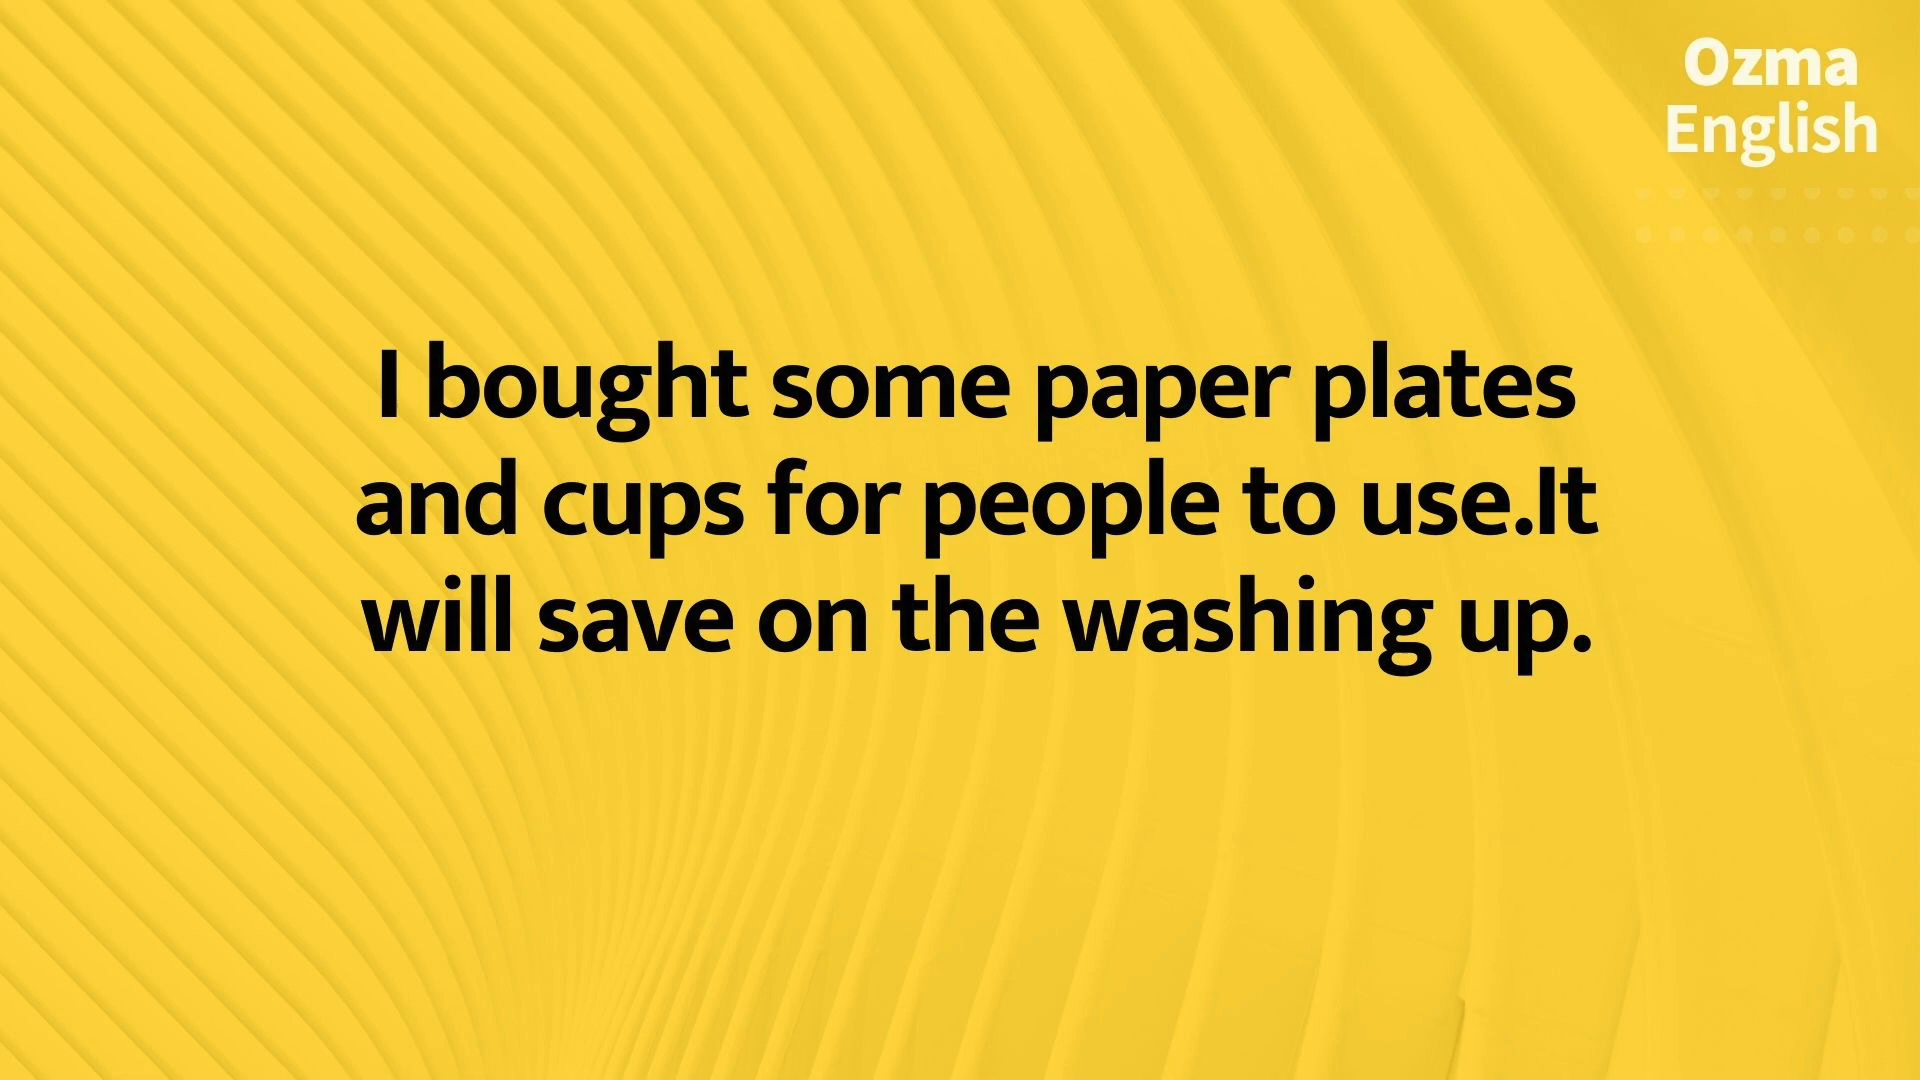 Ozma
English
I bought some paper plates
and cups for people to use.It
will save on the washing up.